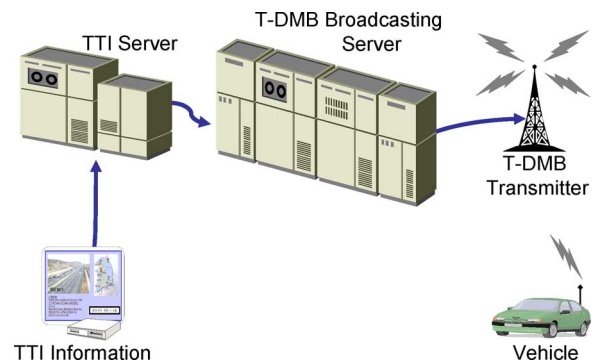 TTI Server
T-DMB Broadcasting
Server
T-DMB
Transmitter
TTI Information
Vehicle